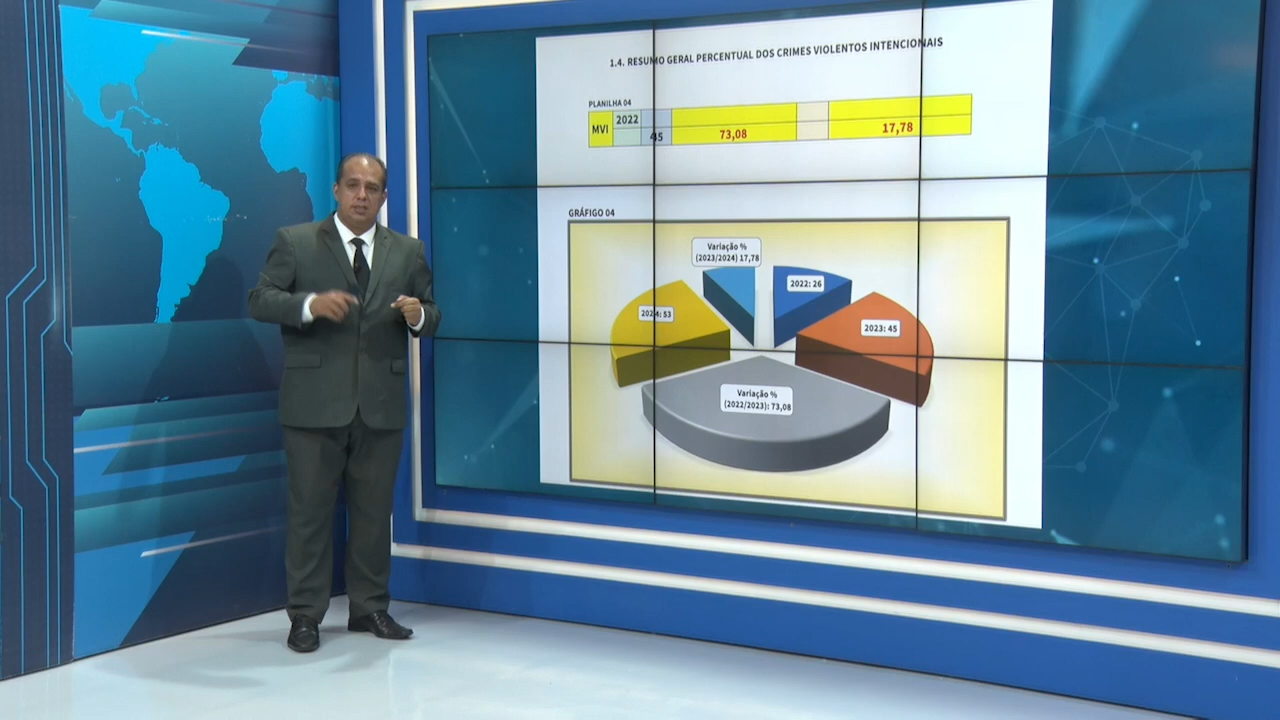 1.4. RESUMO GERAL PERCENTUAL DOS CRIMES VIOLENTOS INTENCIONAIS
PLANILHA 04
MVI 2022
45 73,08 17,78
GRÁFIGO 04
Variação %
(2023/2024) 17,78
2022: 26
2024: 53
2023: 45
Variação %
(2022/2023): 73,08